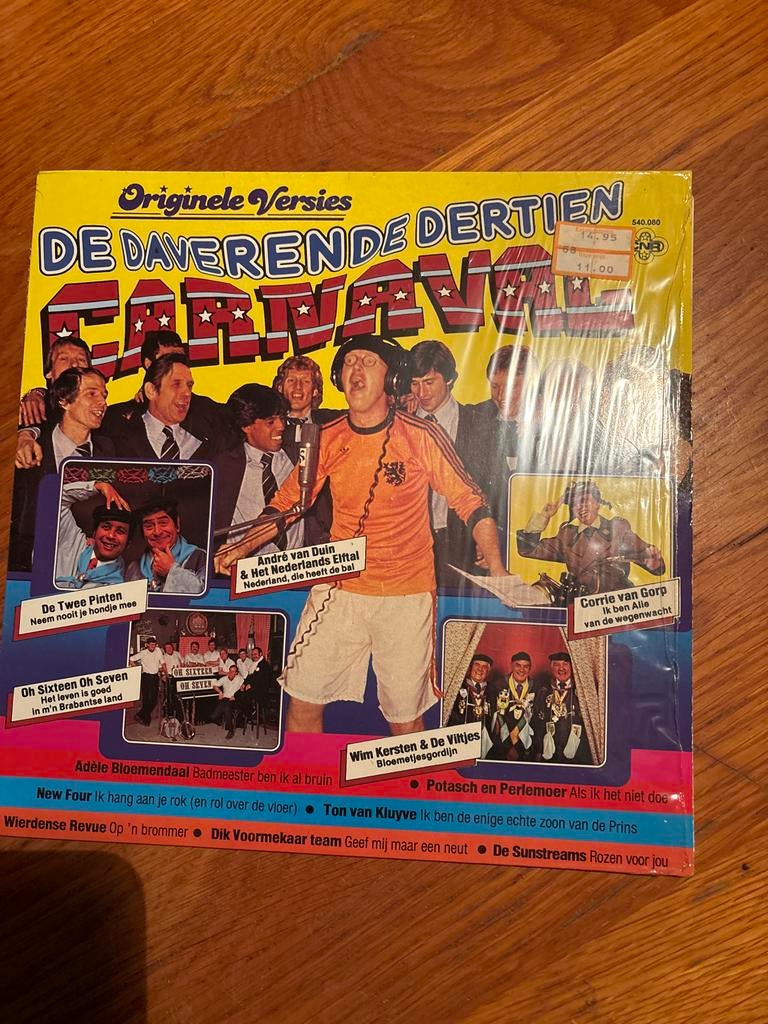 Originele Versies
DE DAVERENDE DERTIEN
540.080
CNR
14.95
68
11.00
CARNAVAL
André van Duin
& Het Nederlands Elftal
Nederland, die heeft de bal
De Twee Pinten
Neem nooit je hondje mee
Corrie van Gorp
Ik ben Alie
van de wegenwacht
Oh Sixteen Oh Seven
Het leven is goed
in m'n Brabantse land
OH SIXTEEN
OH SEVEN
Wim Kersten & De Viltjes
Bloemetjesgordijn
Adèle Bloemendaal Badmeester ben ik al bruin ● Potasch en Perlemoer Als ik het niet doe
New Four Ik hang aan je rok (en rol over de vloer) ● Ton van Kluyve Ik ben de enige echte zoon van de Prins
Wierdense Revue Op 'n brommer ● Dik Voormekaar team Geef mij maar een neut ● De Sunstreams Rozen voor jou